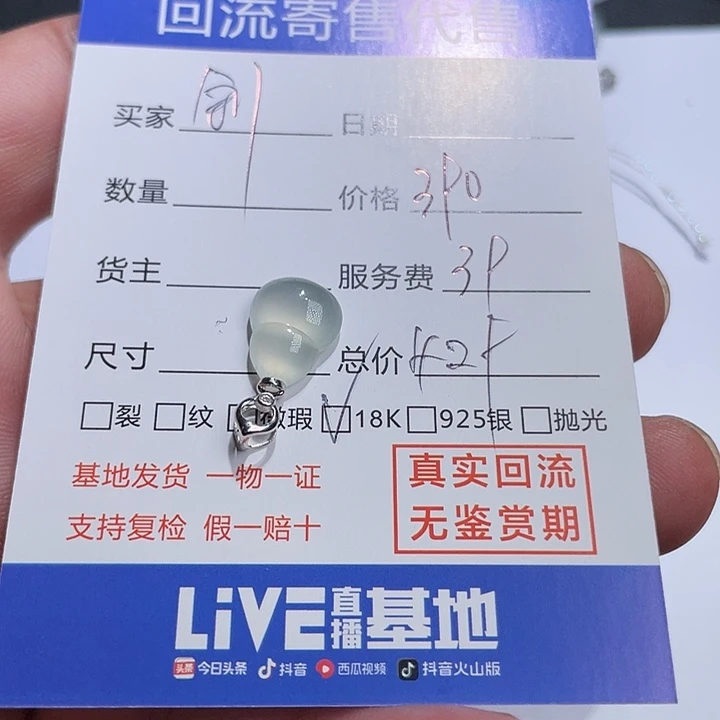 回流寄售代售
买家 日期
数量 价格
货主 服务费
尺寸 总价
裂 纹 微瑕 18K 925银 抛光
基地发货 一物一证 真实回流
支持复检 假一赔十 无鉴赏期
LiVE直播基地
头条 今日头条 抖音 西瓜视频 抖音火山版